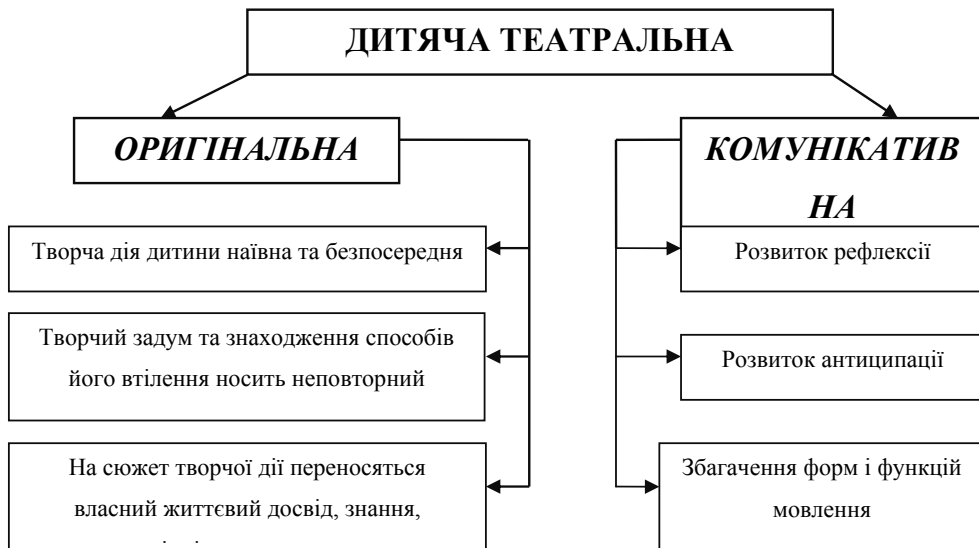 ДИТЯЧА ТЕАТРАЛЬНА
ОРИГІНАЛЬНА
Творча дія дитини наївна та безпосередня
Творчий задум та знаходження способів
його втілення носить неповторний
На сюжет творчої дії переносяться
власний життєвий досвід, знання,
КОМУНІКАТИВ
НА
Розвиток рефлексії
Розвиток антиципації
Збагачення форм і функцій
мовлення